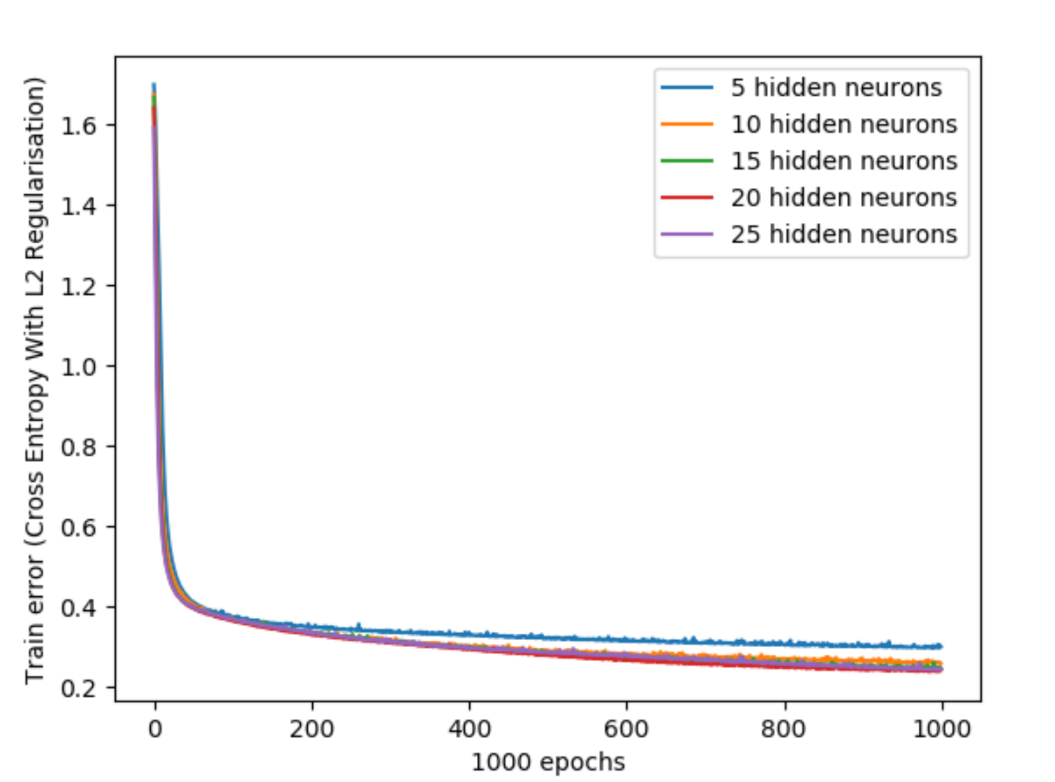 Train error (Cross Entropy With L2 Regularisation)
1.6
1.4
1.2
1.0
0.8
0.6
0.4
0.2
5 hidden neurons
10 hidden neurons
15 hidden neurons
20 hidden neurons
25 hidden neurons
0 200 400 600 800 1000
1000 epochs